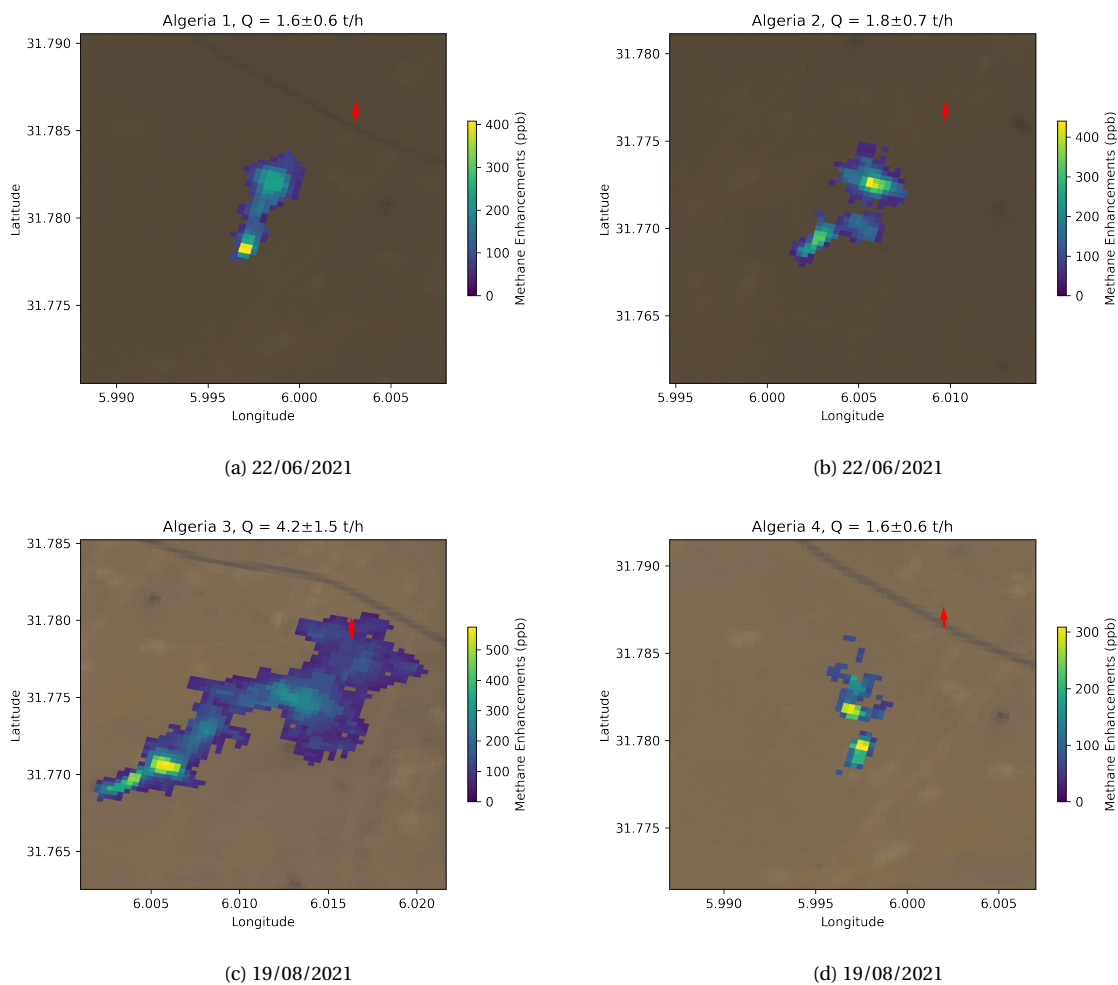 Algeria 1, Q = 1.6±0.6 t/h
31.790
31.785
31.780
31.775
Latitude
5.990 5.995 6.000 6.005
Longitude
400
300
200
100
0
Methane Enhancements (ppb)
(a) 22/06/2021
Algeria 2, Q = 1.8±0.7 t/h
31.780
31.775
31.770
31.765
Latitude
5.995 6.000 6.005 6.010
Longitude
400
300
200
100
0
Methane Enhancements (ppb)
(b) 22/06/2021
Algeria 3, Q = 4.2±1.5 t/h
31.785
31.780
31.775
31.770
31.765
Latitude
6.005 6.010 6.015 6.020
Longitude
500
400
300
200
100
0
Methane Enhancements (ppb)
(c) 19/08/2021
Algeria 4, Q = 1.6±0.6 t/h
31.790
31.785
31.780
31.775
Latitude
5.990 5.995 6.000 6.005
Longitude
300
200
100
0
Methane Enhancements (ppb)
(d) 19/08/2021